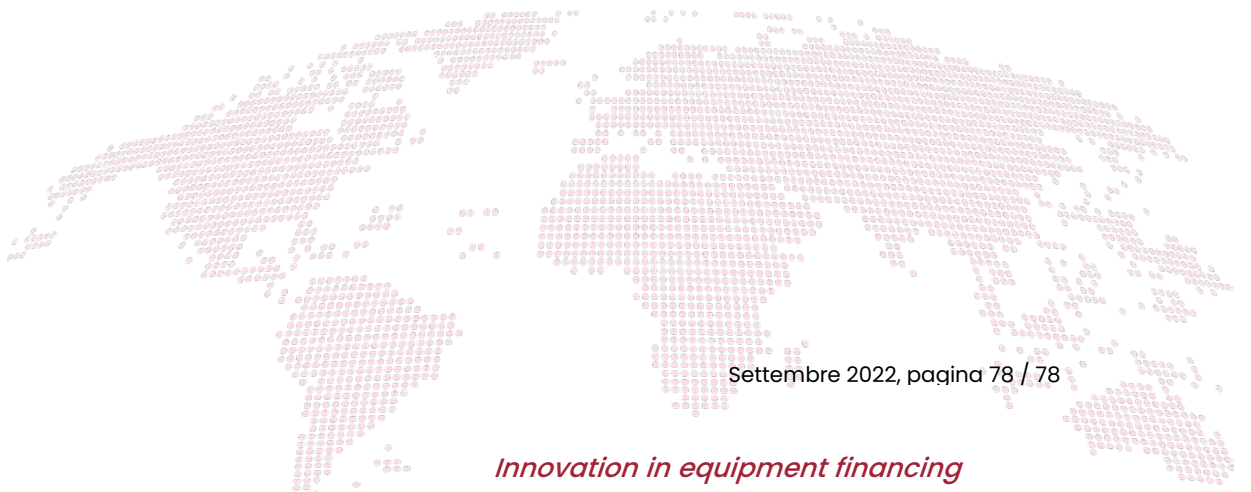 Settembre 2022, pagina 78 / 78
Innovation in equipment financing